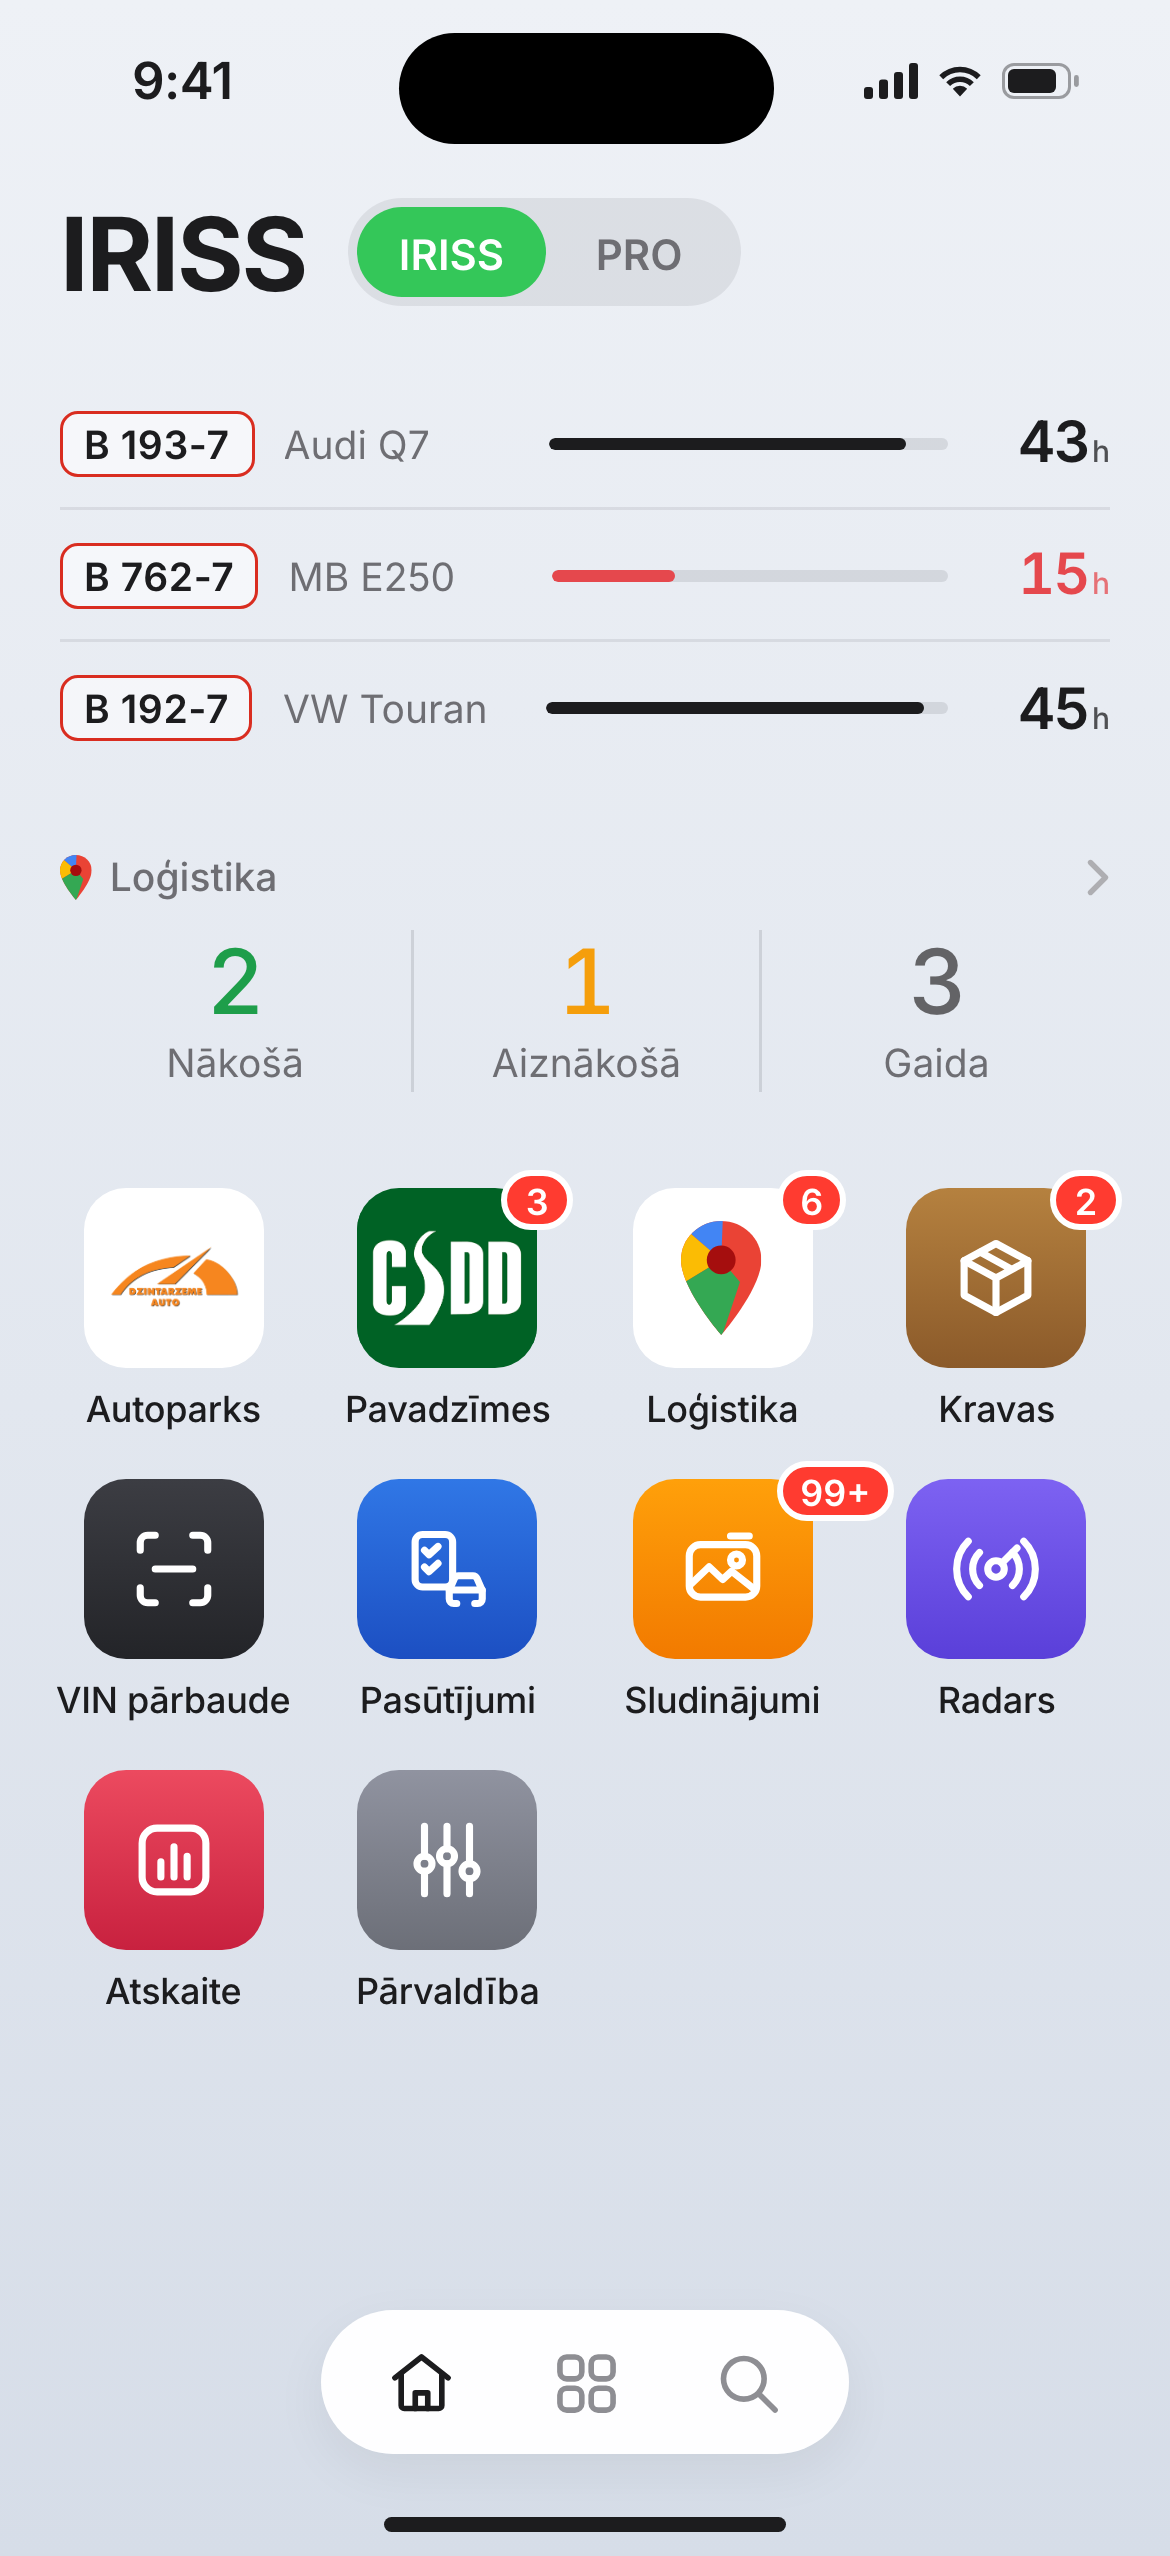 9:41
IRISS IRISS PRO
B 193-7 Audi Q7 43h
B 762-7 MB E250 15h
B 192-7 VW Touran 45h
Loģistika
2 1 3
Nākošā Aiznākošā Gaida
3 6 2
DZINTARZEME
AUTO
CSDD
Autoparks Pavadzīmes Loģistika Kravas
99+
VIN pārbaude Pasūtījumi Sludinājumi Radars
Atskaite Pārvaldība